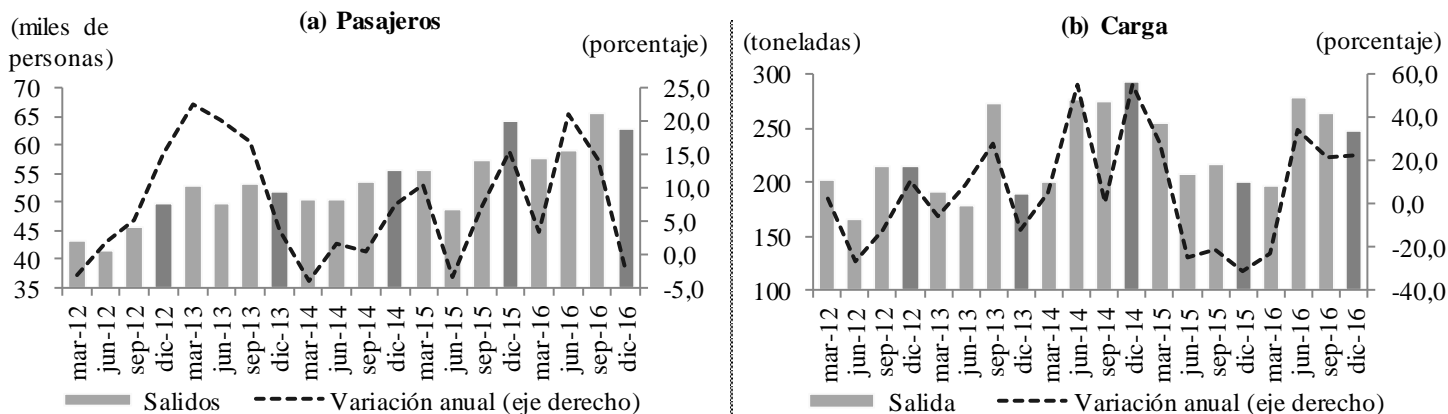 (a) Pasajeros
(miles de
personas)
(porcentaje)
70
65
60
55
50
45
40
35
25,0
20,0
15,0
10,0
5,0
0,0
-5,0
mar-12
jun-12
sep-12
dic-12
mar-13
jun-13
sep-13
dic-13
mar-14
jun-14
sep-14
dic-14
mar-15
jun-15
sep-15
dic-15
mar-16
jun-16
sep-16
dic-16
Salidos
Variación anual (eje derecho)
(b) Carga
(toneladas)
(porcentaje)
300
250
200
150
100
60,0
40,0
20,0
0,0
-20,0
-40,0
mar-12
jun-12
sep-12
dic-12
mar-13
jun-13
sep-13
dic-13
mar-14
jun-14
sep-14
dic-14
mar-15
jun-15
sep-15
dic-15
mar-16
jun-16
sep-16
dic-16
Salida
Variación anual (eje derecho)